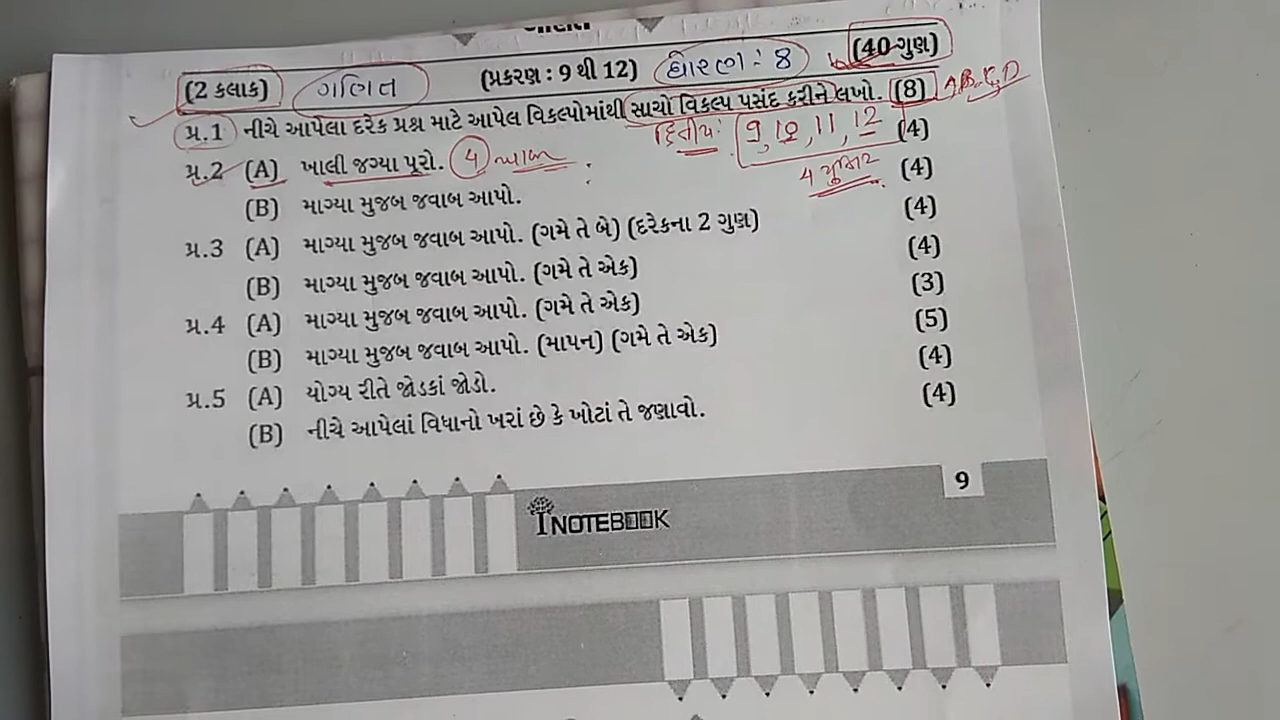 (2 કલાક) ગણિત (પ્રકરણ : 9 થી 12) ધોરણ : 8 (40 ગુણ)
પ્ર.1 નીચે આપેલા દરેક પ્રશ્ન માટે આપેલ વિકલ્પોમાંથી સાચો વિકલ્પ પસંદ કરીને લખો. (8) A, B, C, D
દ્વિતીય: 9, 10, 11, 12
પ્ર.2 (A) ખાલી જગ્યા પૂરો. (4)
4 ગુજાર
(B) માગ્યા મુજબ જવાબ આપો. (4)
પ્ર.3 (A) માગ્યા મુજબ જવાબ આપો. (ગમે તે બે) (દરેકના 2 ગુણ) (4)
(B) માગ્યા મુજબ જવાબ આપો. (ગમે તે એક) (4)
પ્ર.4 (A) માગ્યા મુજબ જવાબ આપો. (ગમે તે એક) (3)
(B) માગ્યા મુજબ જવાબ આપો. (માપન) (ગમે તે એક) (5)
પ્ર.5 (A) યોગ્ય રીતે જોડકાં જોડો. (4)
(B) નીચે આપેલાં વિધાનો ખરાં છે કે ખોટાં તે જણાવો. (4)
9
INOTEBOOK